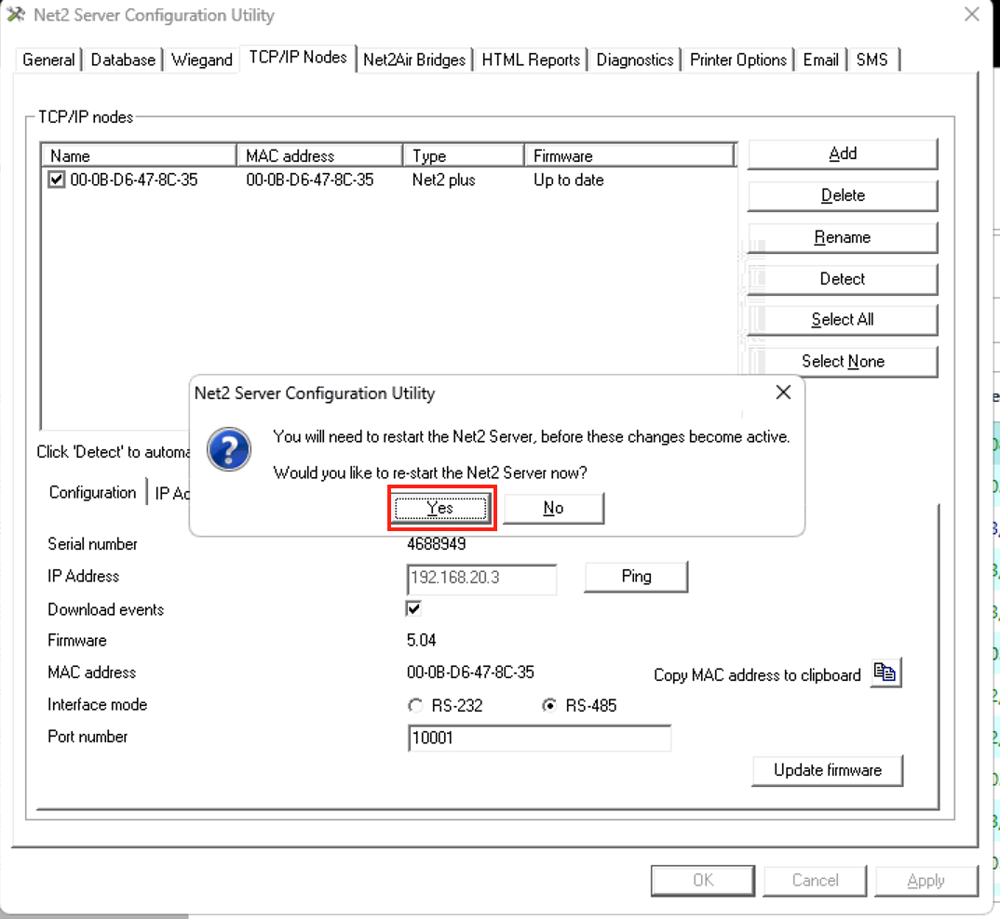 Net2 Server Configuration Utility
General Database Wiegand TCP/IP Nodes Net2Air Bridges HTML Reports Diagnostics Printer Options Email SMS
TCP/IP nodes
Name MAC address Type Firmware
00-0B-D6-47-8C-35 00-0B-D6-47-8C-35 Net2 plus Up to date
Add
Delete
Rename
Detect
Select All
Select None
Net2 Server Configuration Utility
You will need to restart the Net2 Server, before these changes become active.
Would you like to re-start the Net2 Server now?
Yes No
Click 'Detect' to automa
Configuration IP Ad
Serial number 4688949
IP Address 192.168.20.3 Ping
Download events
Firmware 5.04
MAC address 00-0B-D6-47-8C-35 Copy MAC address to clipboard
Interface mode RS-232 RS-485
Port number 10001
Update firmware
OK Cancel Apply